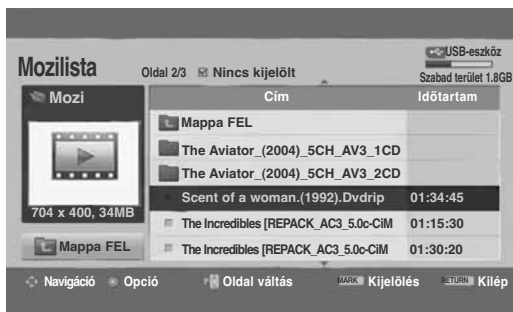 USB-eszköz
Mozilista
Oldal 2/3 Nincs kijelölt
Szabad terület 1.8GB
Mozi
Cím Időtartam
Mappa FEL
The Aviator_(2004)_5CH_AV3_1CD
The Aviator_(2004)_5CH_AV3_2CD
Scent of a woman.(1992).Dvdrip 01:34:45
704 x 400, 34MB
The Incredibles [REPACK_AC3_5.0c-CiM 01:15:30
Mappa FEL
The Incredibles [REPACK_AC3_5.0c-CiM 01:30:20
Navigáció Opció P Oldal váltás MARK Kijelölés RETURN Kilép